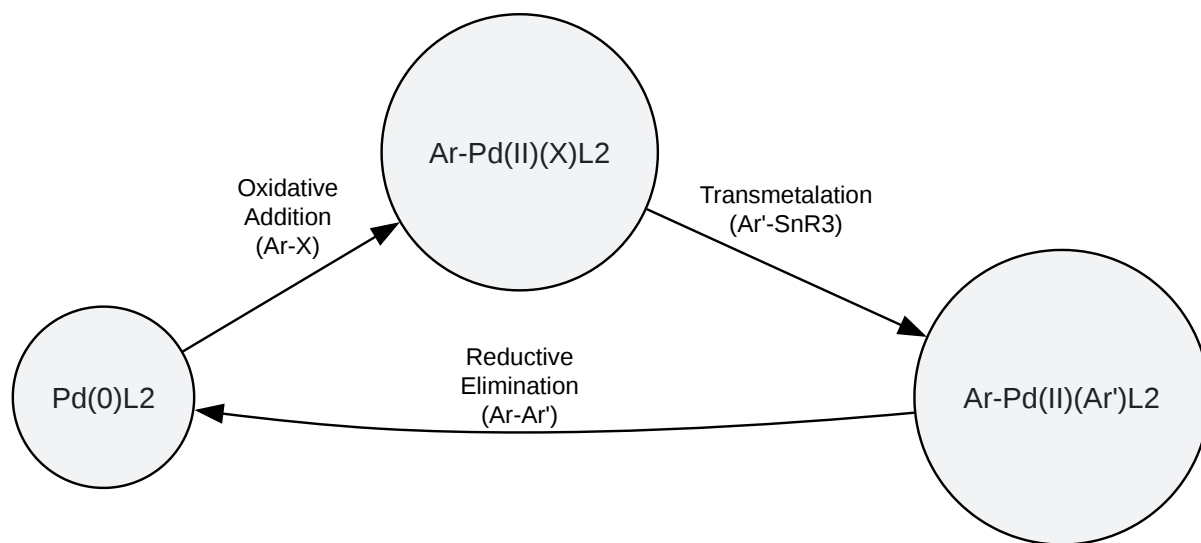 Ar-Pd(II)(X)L2
Oxidative
Addition
(Ar-X)
Transmetalation
(Ar'-SnR3)
Reductive
Elimination
(Ar-Ar')
Pd(0)L2
Ar-Pd(II)(Ar')L2